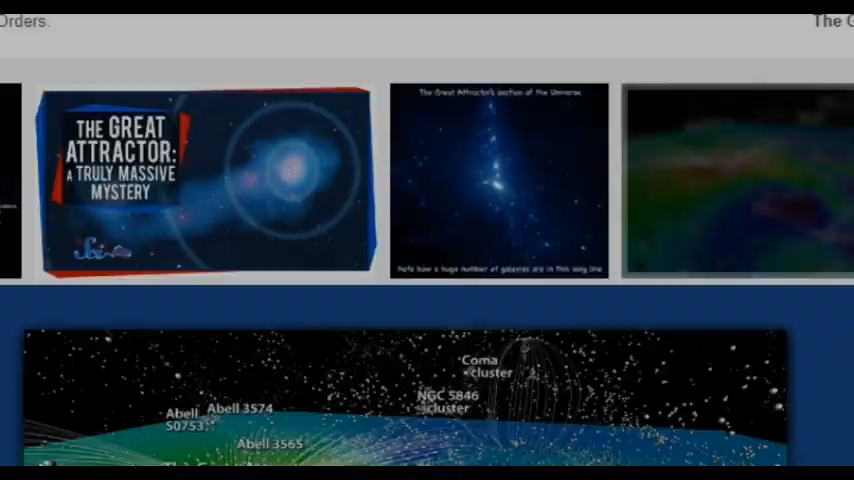 Orders.
The G
THE GREAT
ATTRACTOR:
A TRULY MASSIVE
MYSTERY
Sci
The Great Attractor's section of the Universe
Note how a huge number of galaxies are in this long line
Coma
cluster
NGC 5846
cluster
Abell 3574
Abell
S0753
Abell 3565